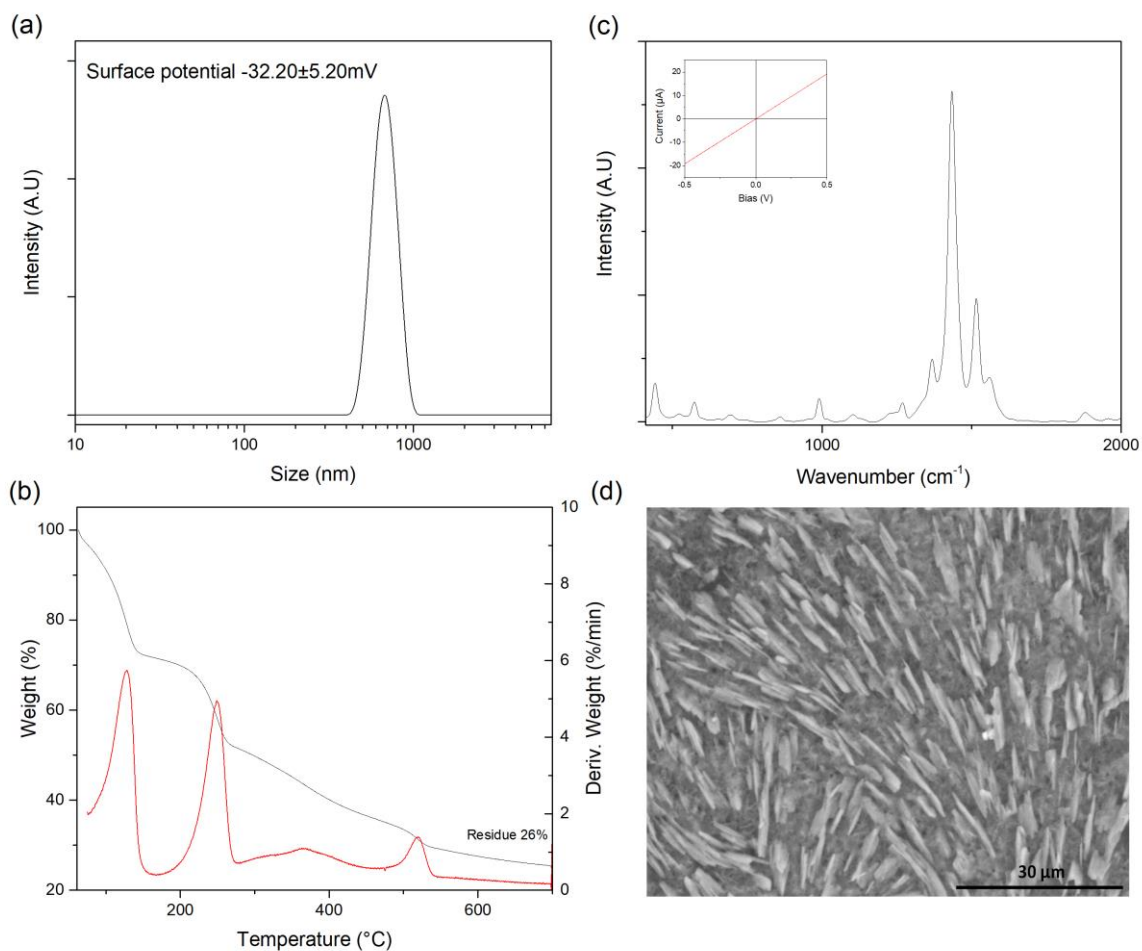 (a)
Surface potential -32.20±5.20mV
Intensity (A.U)
10
100
1000
Size (nm)
(c)
20
10
0
-10
-20
Current (µA)
-0.5
0.0
0.5
Bias (V)
Intensity (A.U)
1000
2000
Wavenumber (cm⁻¹)
(b)
100
80
60
40
20
Weight (%)
10
8
6
4
2
0
Deriv. Weight (%/min)
Residue 26%
200
400
600
Temperature (°C)
(d)
30 µm